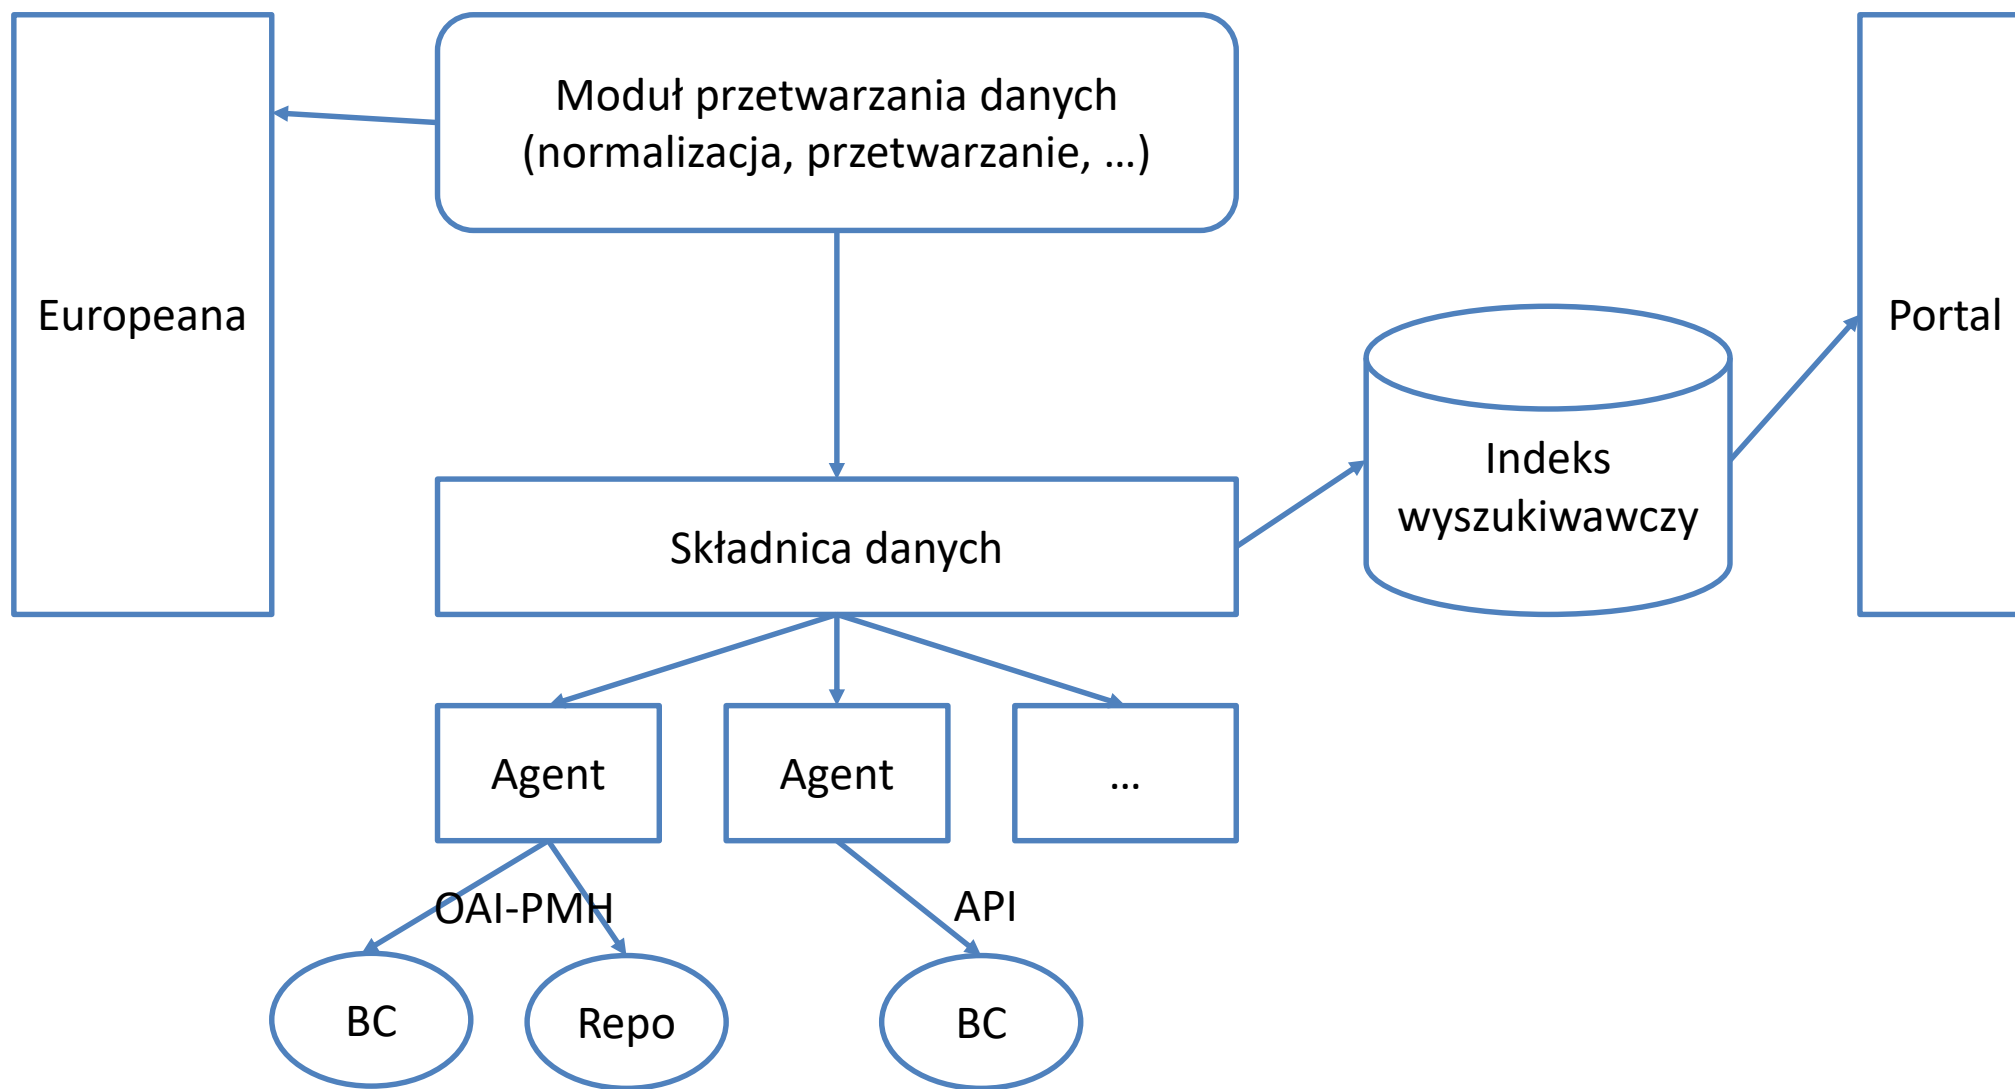 Moduł przetwarzania danych
(normalizacja, przetwarzanie, …)
Europeana
Portal
Indeks
wyszukiwawczy
Składnica danych
Agent
Agent
…
OAI-PMH
API
BC
Repo
BC